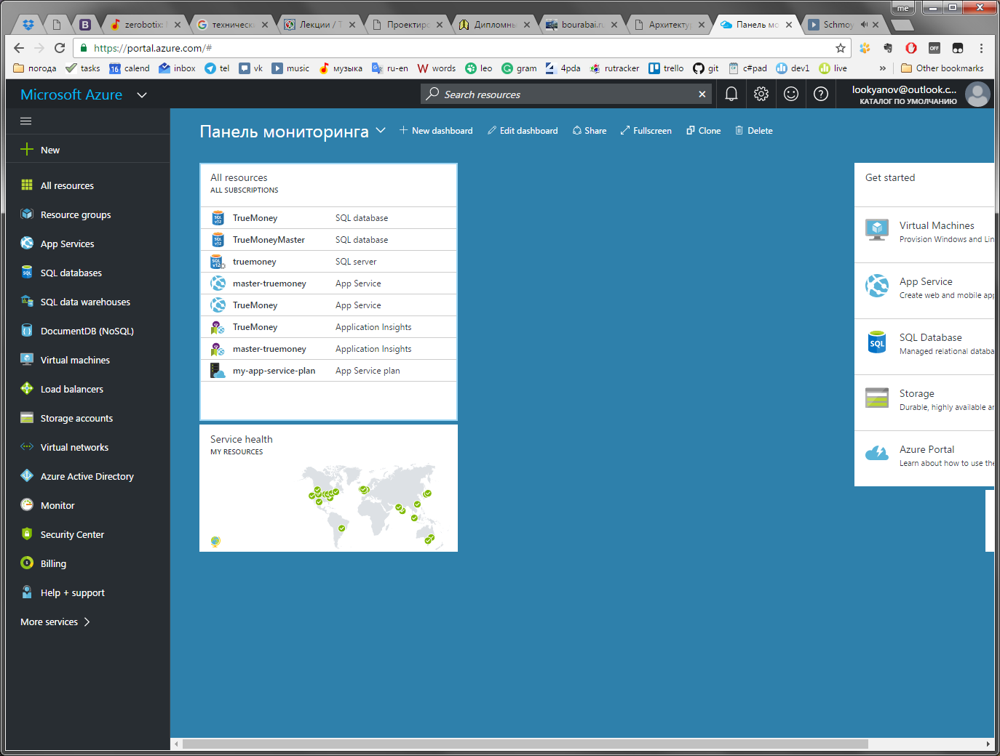 me
zerobotix:
техническ
Лекции / Т
Проектиро
Дипломны
bourabai.ru
Архитектур
Панель мо
Schmoy
https://portal.azure.com/#
OFF
погода
tasks
16
calend
inbox
tel
vk
music
музыка
ru-en
words
leo
gram
4pda
rutracker
trello
git
c#pad
dev1
live
»
Other bookmarks
Microsoft Azure
Search resources
lookyanov@outlook.c...
КАТАЛОГ ПО УМОЛЧАНИЮ
New
All resources
Resource groups
App Services
SQL databases
SQL data warehouses
DocumentDB (NoSQL)
Virtual machines
Load balancers
Storage accounts
Virtual networks
Azure Active Directory
Monitor
Security Center
Billing
Help + support
More services
Панель мониторинга
New dashboard
Edit dashboard
Share
Fullscreen
Clone
Delete
All resources
ALL SUBSCRIPTIONS
TrueMoney SQL database
TrueMoneyMaster SQL database
truemoney SQL server
master-truemoney App Service
TrueMoney App Service
TrueMoney Application Insights
master-truemoney Application Insights
my-app-service-plan App Service plan
Service health
MY RESOURCES
Get started
Virtual Machines
Provision Windows and Lin
App Service
Create web and mobile app
SQL
SQL Database
Managed relational databa
Storage
Durable, highly available ar
Azure Portal
Learn about how to use the